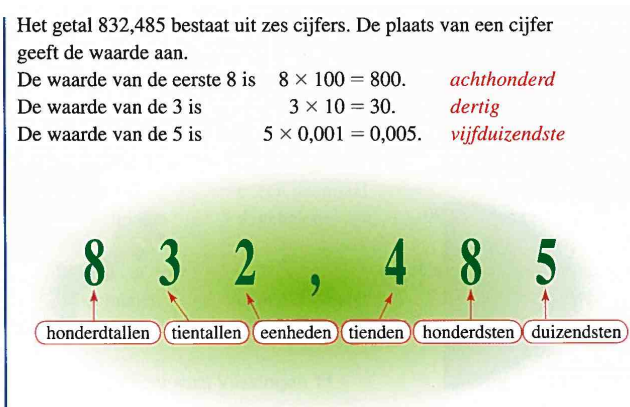 Het getal 832,485 bestaat uit zes cijfers. De plaats van een cijfer
geeft de waarde aan.
De waarde van de eerste 8 is 8 × 100 = 800. achthonderd
De waarde van de 3 is 3 × 10 = 30. dertig
De waarde van de 5 is 5 × 0,001 = 0,005. vijfduizendste
8 3 2 , 4 8 5
honderdtallen tientallen eenheden tienden honderdsten duizendsten